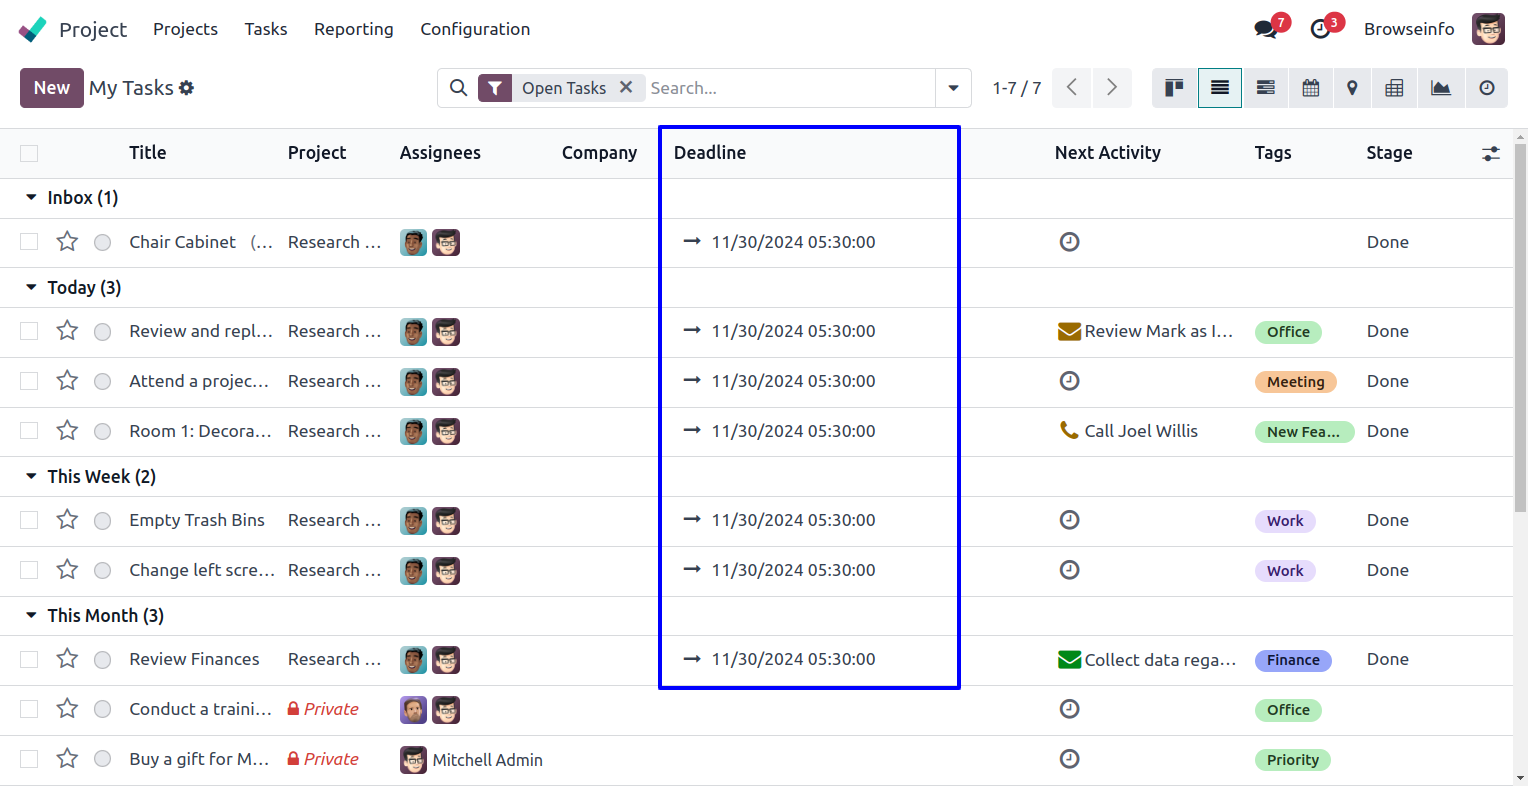 Project Projects Tasks Reporting Configuration 7 3 Browseinfo
New My Tasks Open Tasks Search... 1-7 / 7
Title Project Assignees Company Deadline Next Activity Tags Stage
Inbox (1)
Chair Cabinet (... Research ... 11/30/2024 05:30:00 Done
Today (3)
Review and repl... Research ... 11/30/2024 05:30:00 Review Mark as I... Office Done
Attend a projec... Research ... 11/30/2024 05:30:00 Meeting Done
Room 1: Decora... Research ... 11/30/2024 05:30:00 Call Joel Willis New Fea... Done
This Week (2)
Empty Trash Bins Research ... 11/30/2024 05:30:00 Work Done
Change left scre... Research ... 11/30/2024 05:30:00 Work Done
This Month (3)
Review Finances Research ... 11/30/2024 05:30:00 Collect data rega... Finance Done
Conduct a traini... Private Office
Buy a gift for M... Private Mitchell Admin Priority